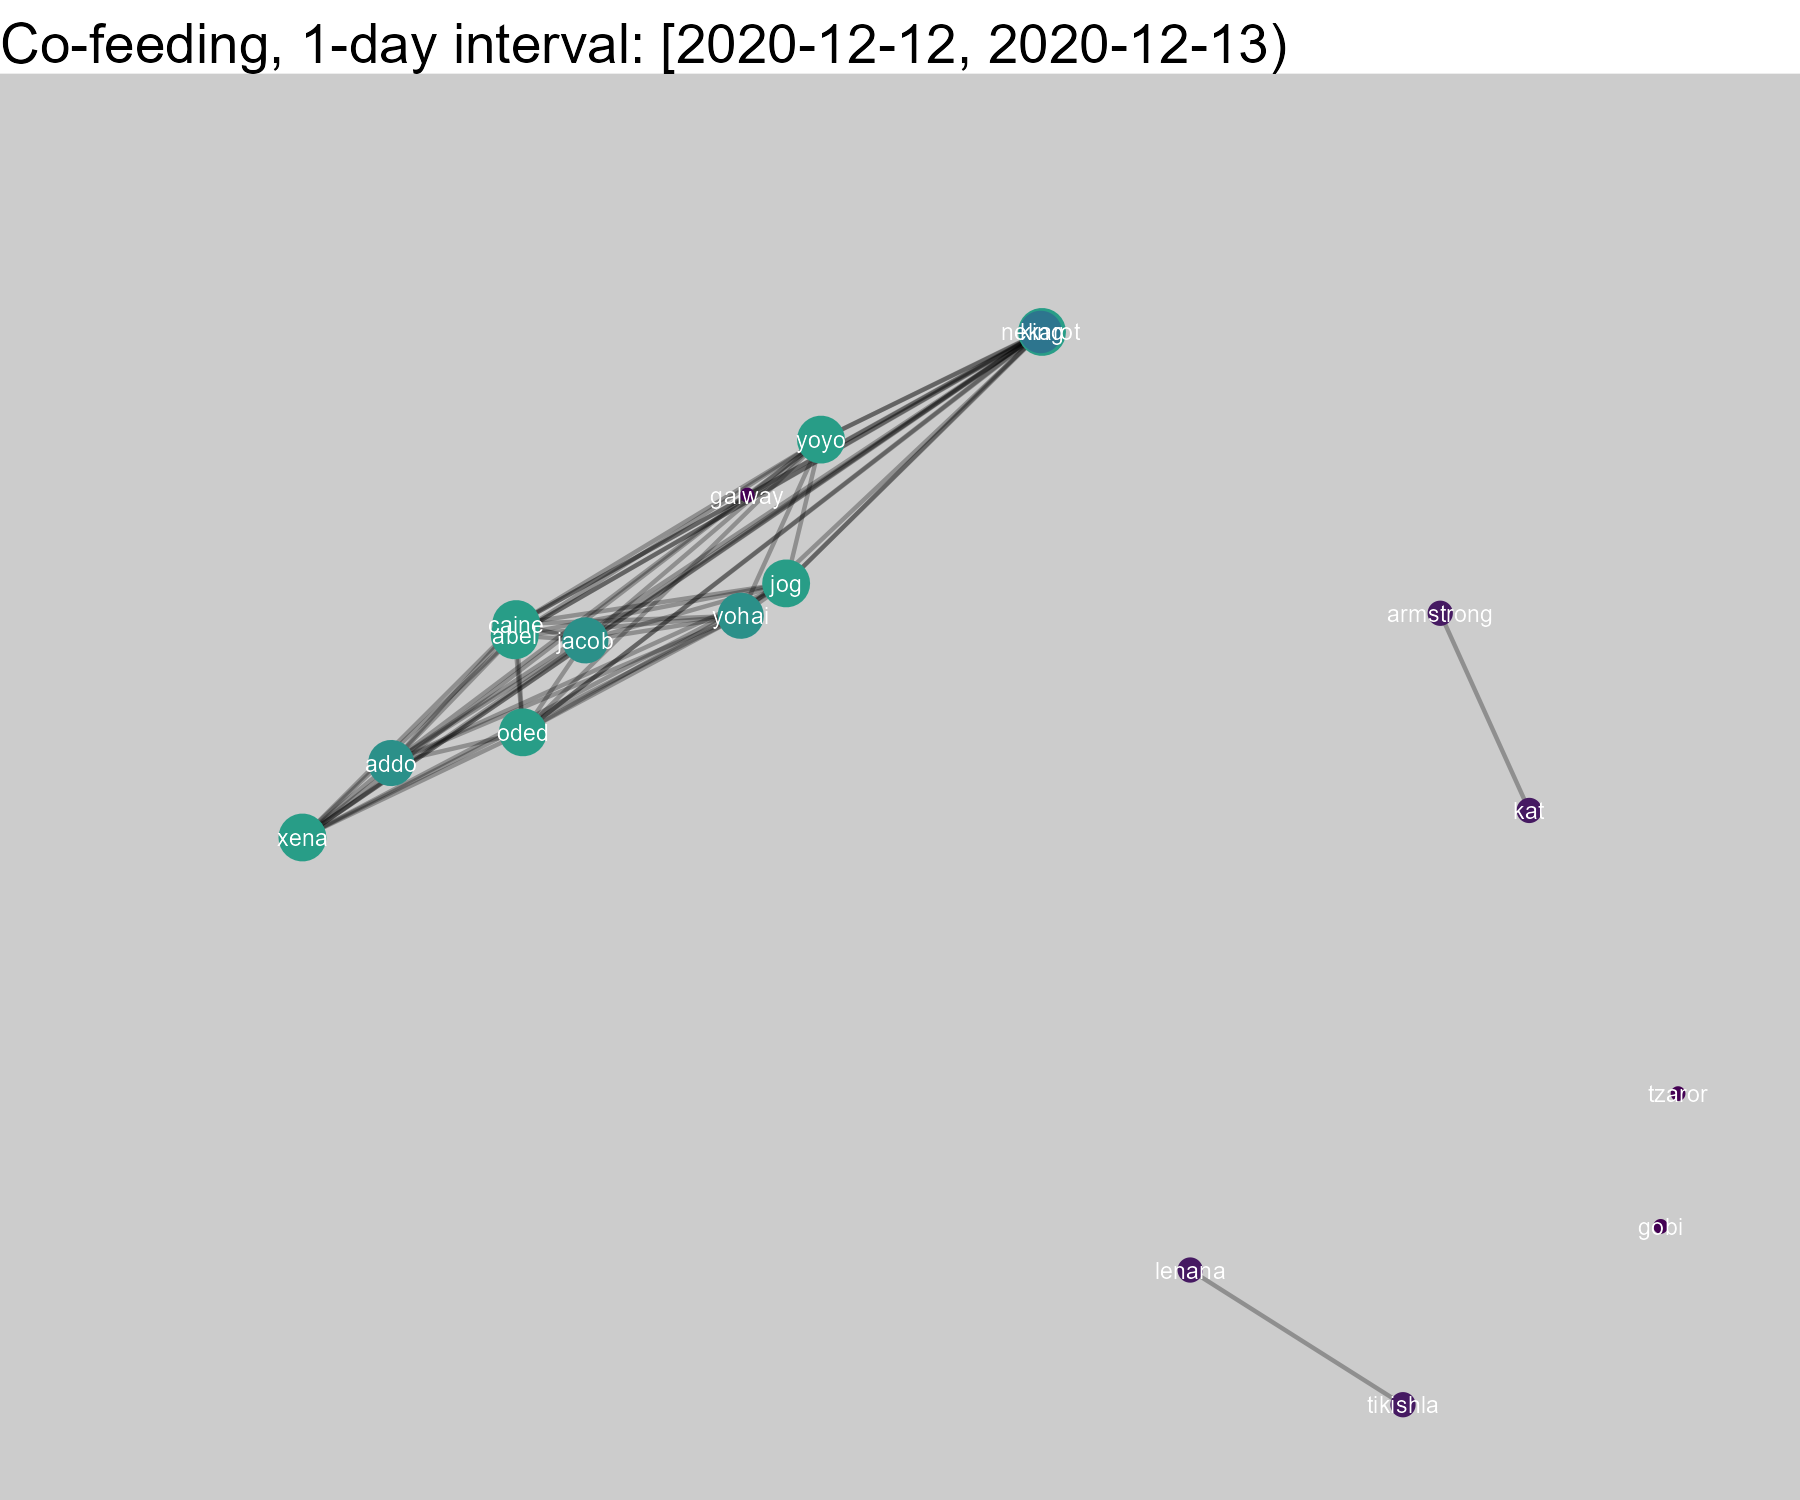 Co-feeding, 1-day interval: [2020-12-12, 2020-12-13)
yoyo
galway
jog
armstrong
yohai
caine
abel
jacob
oded
addo
kat
xena
tzaror
gobi
lenana
tikishla